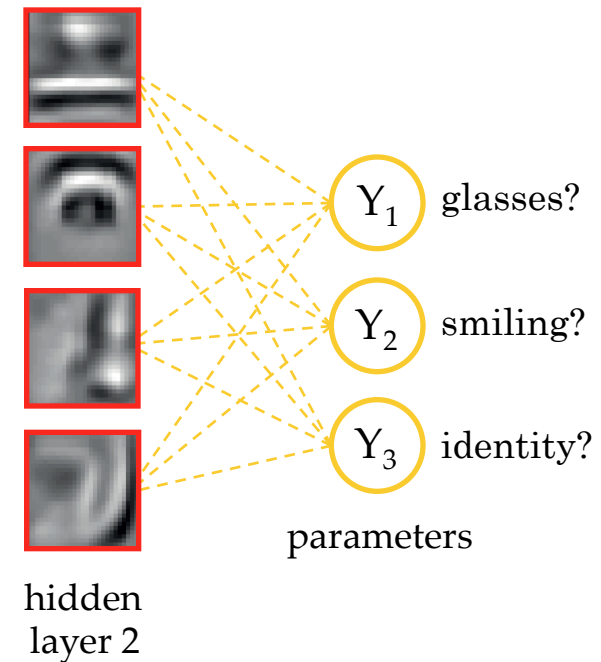 Y₁ glasses?
Y₂ smiling?
Y₃ identity?
parameters
hidden
layer 2